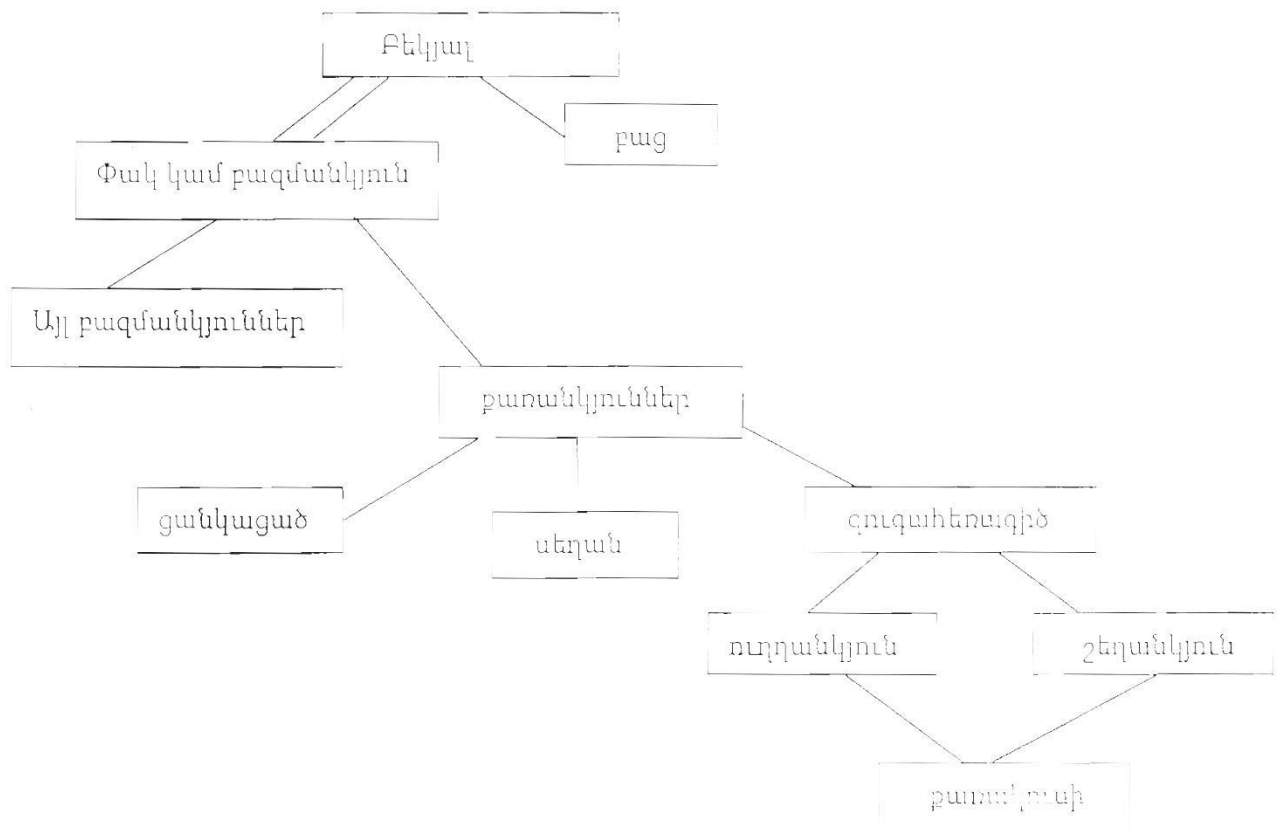 Բեկյալ
բաց
Փակ կամ բազմանկյուն
Այլ բազմանկյուններ
քառանկյուններ
ցանկացած
սեղան
զուգահեռագիծ
ուղղանկյուն
շեղանկյուն
քառակուսի